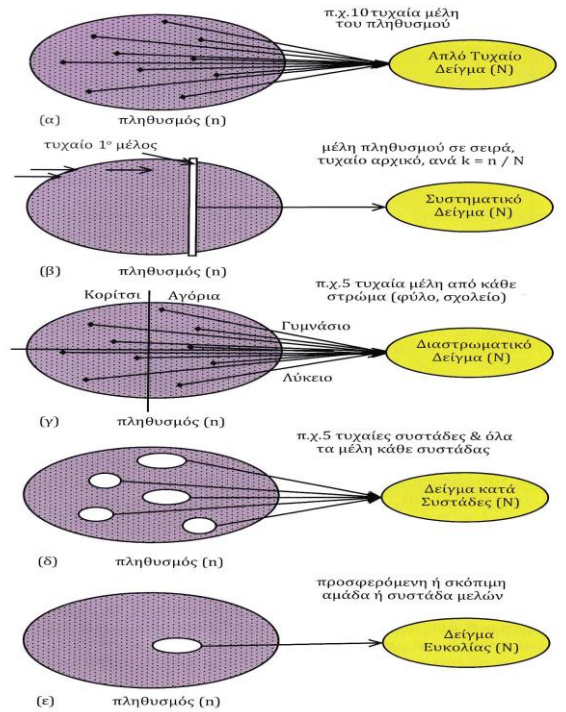 π.χ.10 τυχαία μέλη
του πληθυσμού
Απλό Τυχαίο
Δείγμα (Ν)
(α)
πληθυσμός (n)
τυχαίο 1ο μέλος
μέλη πληθυσμού σε σειρά,
τυχαίο αρχικό, ανά k = n / N
Συστηματικό
Δείγμα (Ν)
(β)
πληθυσμός (n)
Κορίτσι
Αγόρια
π.χ.5 τυχαία μέλη από κάθε
στρώμα (φύλο, σχολείο)
Γυμνάσιο
Διαστρωματικό
Δείγμα (Ν)
Λύκειο
(γ)
πληθυσμός (n)
π.χ.5 τυχαίες συστάδες & όλα
τα μέλη κάθε συστάδας
Δείγμα κατά
Συστάδες (Ν)
(δ)
πληθυσμός (n)
προσφερόμενη ή σκόπιμη
αμάδα ή συστάδα μελών
Δείγμα
Ευκολίας (Ν)
(ε)
πληθυσμός (n)